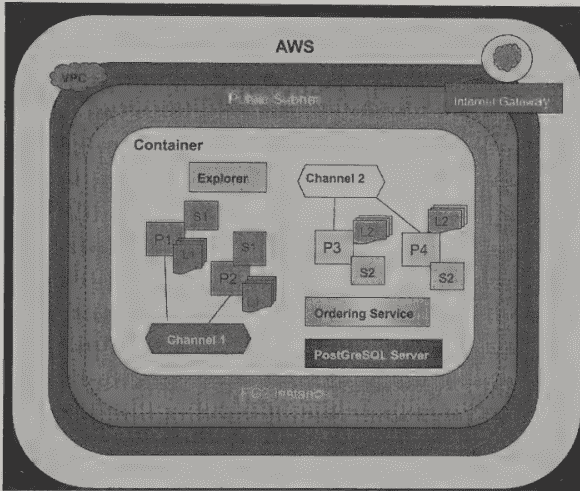 AWS
VPC
Public Subnet
Internet Gateway
Container
Explorer
Channel 2
S1
P1
L1
S1
P2
L1
L2
P3
S2
L2
P4
S2
Ordering Service
Channel 1
PostGreSQL Server
EC2 Instance